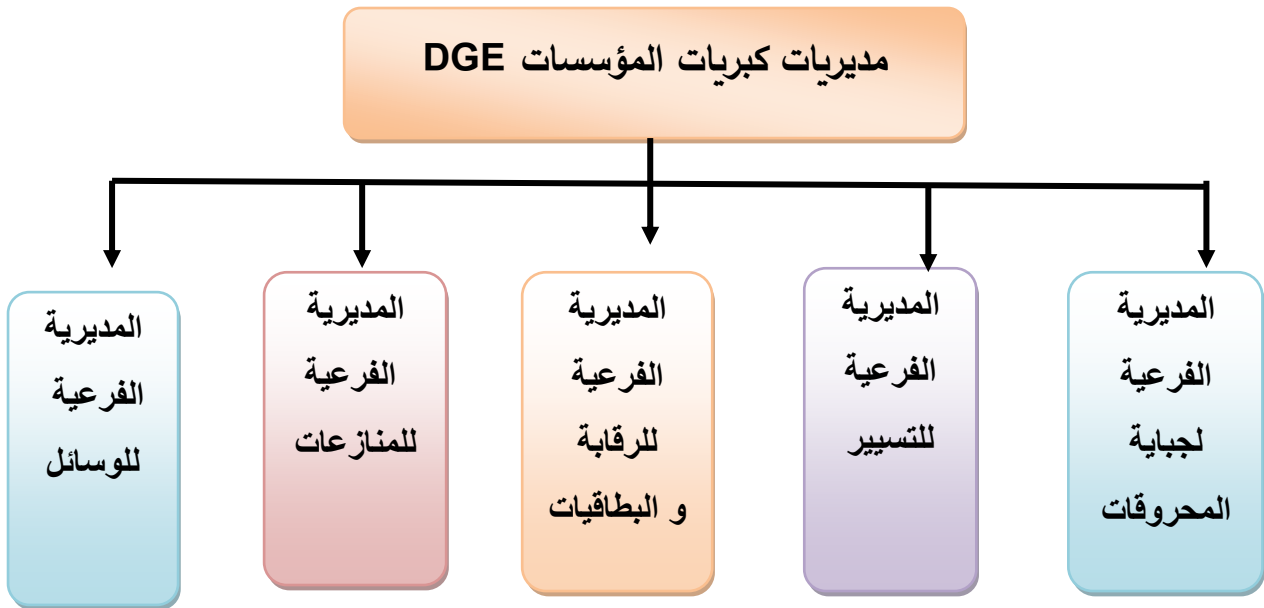 مديريات كبريات المؤسسات DGE
المديرية
الفرعية
لجباية
المحروقات
المديرية
الفرعية
للتسيير
المديرية
الفرعية
للرقابة
و البطاقيات
المديرية
الفرعية
للمنازعات
المديرية
الفرعية
للوسائل